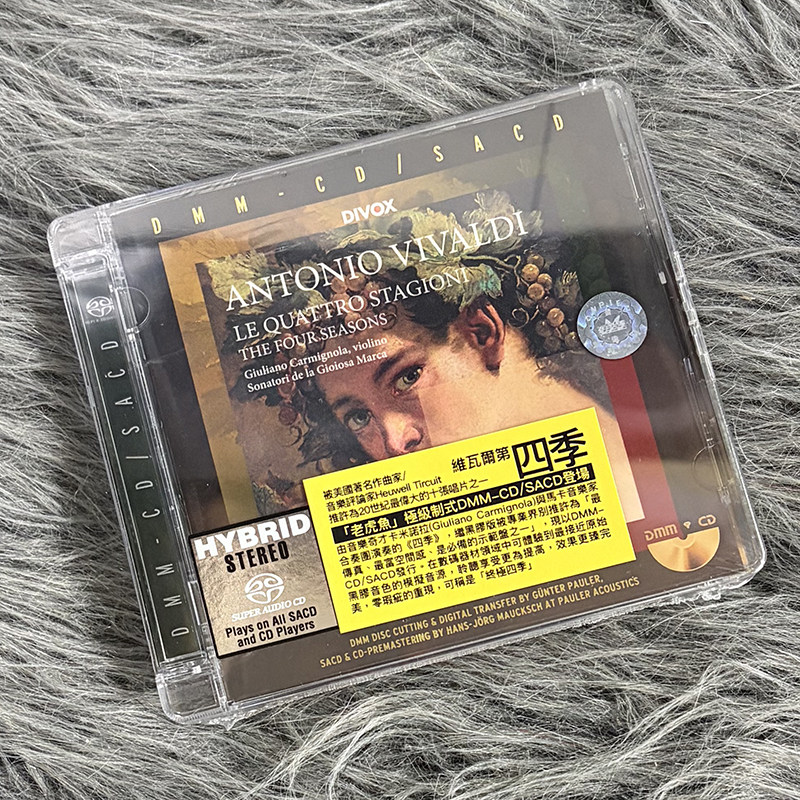 DMM-CD/SACD
DIVOX
ANTONIO VIVALDI
LE QUATTRO STAGIONI
THE FOUR SEASONS
Giuliano Carmignola, violino
Sonatori de la Gioiosa Marca
DMM-CD/SACD
維瓦爾第 四季
被美國著名作曲家/
音樂評論家Heuwell Tircuit
推許為20世紀最偉大的十張唱片之一
「老虎魚」極級制式DMM-CD/SACD登場
由音樂奇才卡米諾拉(Giuliano Carmignola)與馬卡音樂家
合奏團演奏的《四季》，繼黑膠版被專業界別推許為「最
傳真、最富空間感、是必備的示範盤之一」，現以DMM-
CD/SACD發行，在數碼器材領域中可體驗到最接近原始
黑膠音色的模擬音源，聆聽享受更為提高，效果更臻完
美，零瑕疵的重現，可稱是「終極四季」
HYBRID
STEREO
SUPER AUDIO CD
Plays on All SACD
and CD Players
DMM CD
DMM DISC CUTTING & DIGITAL TRANSFER BY GÜNTER PAULER,
SACD & CD-PREMASTERING BY HANS-JÖRG MAUCKSCH AT PAULER ACOUSTICS